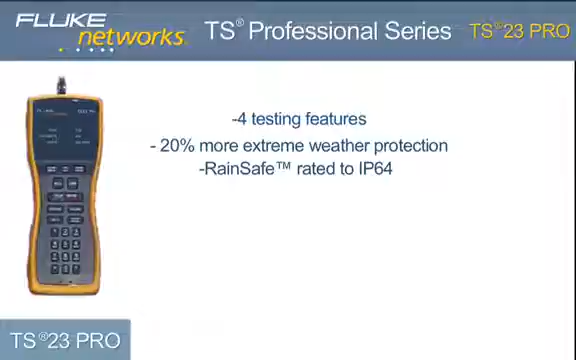 FLUKE
networks®
TS® Professional Series
TS®23 PRO
-4 testing features
- 20% more extreme weather protection
-RainSafe™ rated to IP64
TS®23 PRO